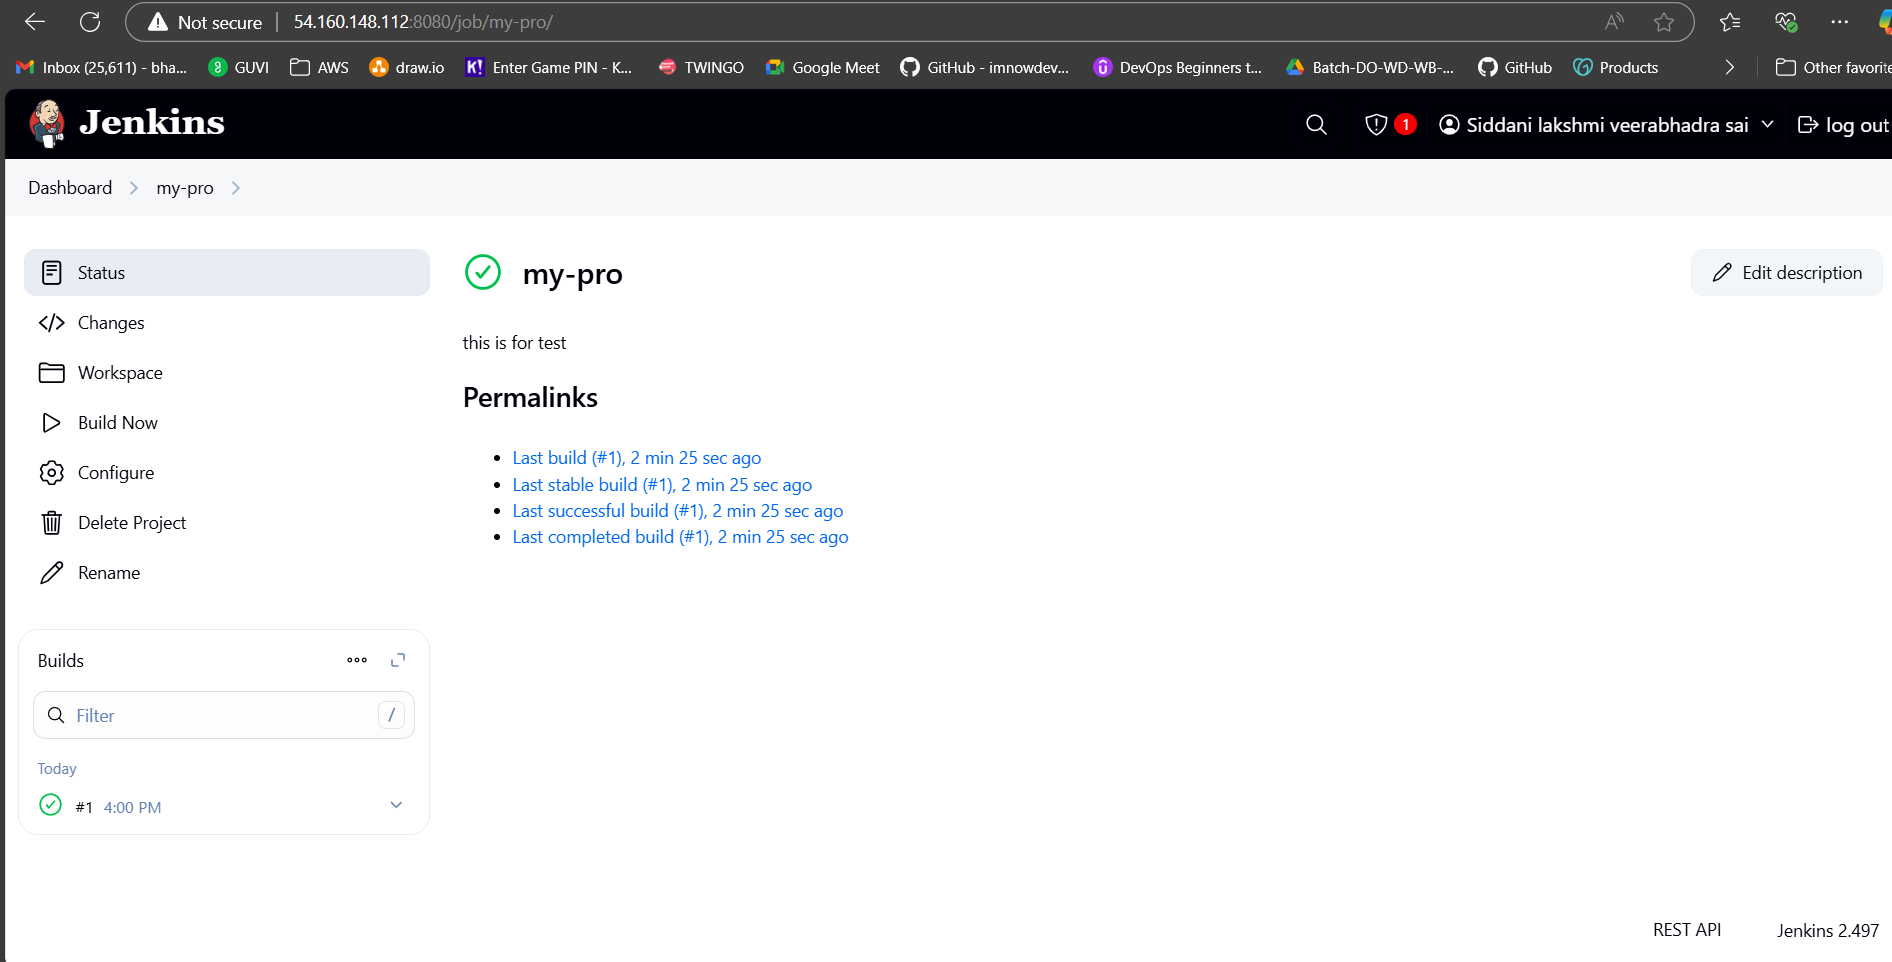 Not secure 54.160.148.112:8080/job/my-pro/
Inbox (25,611) - bha... GUVI AWS draw.io K! Enter Game PIN - K... TWINGO Google Meet GitHub - imnowdev... DevOps Beginners t... Batch-DO-WD-WB-... GitHub Products Other favorite
Jenkins 1 Siddani lakshmi veerabhadra sai log out
Dashboard my-pro
Status
Changes
Workspace
Build Now
Configure
Delete Project
Rename
my-pro
Edit description
this is for test
Permalinks
Last build (#1), 2 min 25 sec ago
Last stable build (#1), 2 min 25 sec ago
Last successful build (#1), 2 min 25 sec ago
Last completed build (#1), 2 min 25 sec ago
Builds
Filter /
Today
#1 4:00 PM
REST API Jenkins 2.497